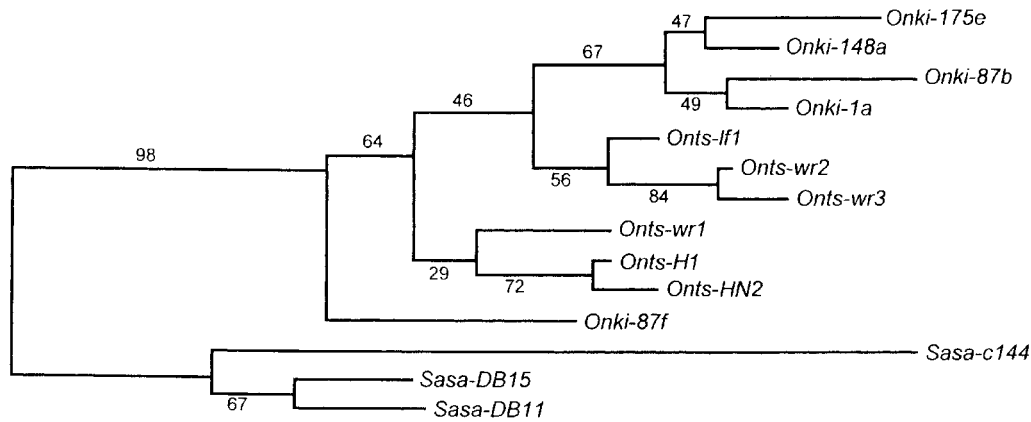 47
Onki-175e
Onki-148a
67
Onki-87b
49
Onki-1a
46
Onts-lf1
64
56
Onts-wr2
98
84
Onts-wr3
Onts-wr1
29
Onts-H1
72
Onts-HN2
Onki-87f
Sasa-c144
Sasa-DB15
67
Sasa-DB11